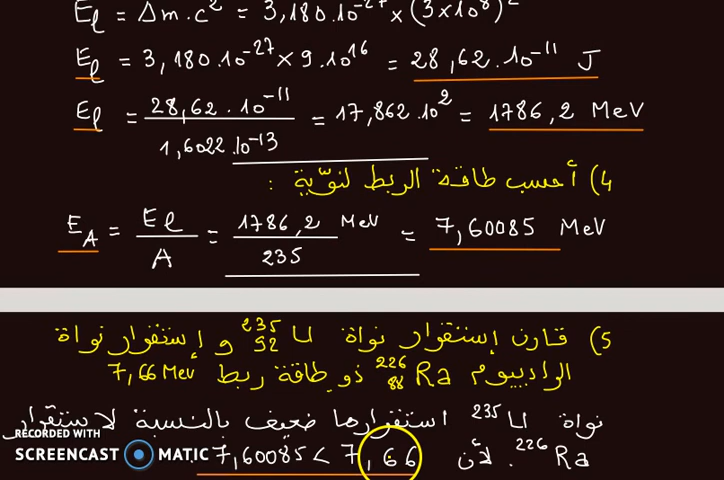 Eℓ = Δm.c² = 3,180.10⁻²⁷ × (3×10⁸)²
Eℓ = 3,180.10⁻²⁷ × 9.10¹⁶ = 28,62.10⁻¹¹ J
Eℓ = 28,62.10⁻¹¹ / 1,6022.10⁻¹³ = 17,862.10² = 1786,2 MeV
4) أحسب طاقة الربط لنوّية :
E_A = Eℓ / A = 1786,2 MeV / 235 = 7,60085 MeV
5) قارن إستقرار نواة ²³⁵₉₂U و إستقرار نواة
الراديوم ²²⁶₈₈Ra ذو طاقة ربط 7,66 Mev
نواة ²³⁵U استقرارها ضعيف بالنسبة لاستقرار
²²⁶Ra. لأن 7,60085 < 7,66
RECORDED WITH
SCREENCAST MATIC